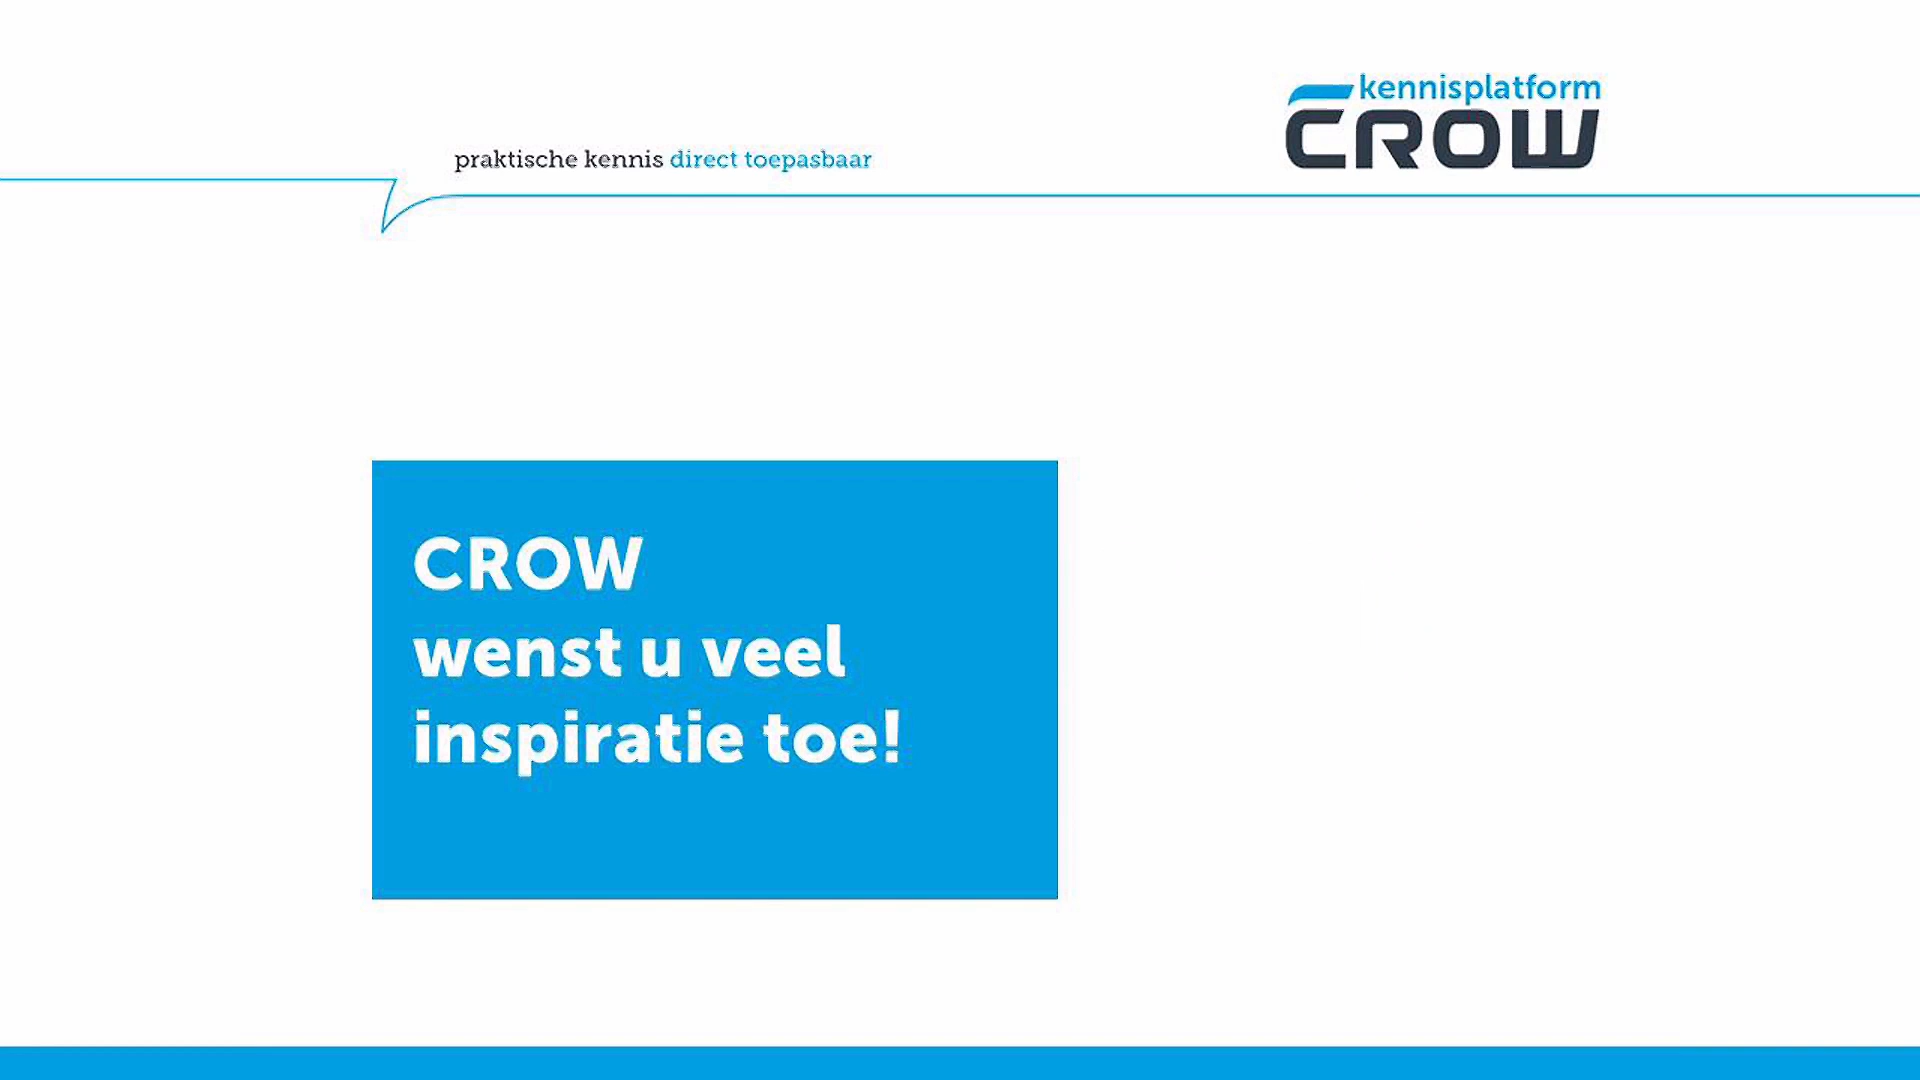 kennisplatform
CROW
praktische kennis direct toepasbaar
CROW
wenst u veel
inspiratie toe!